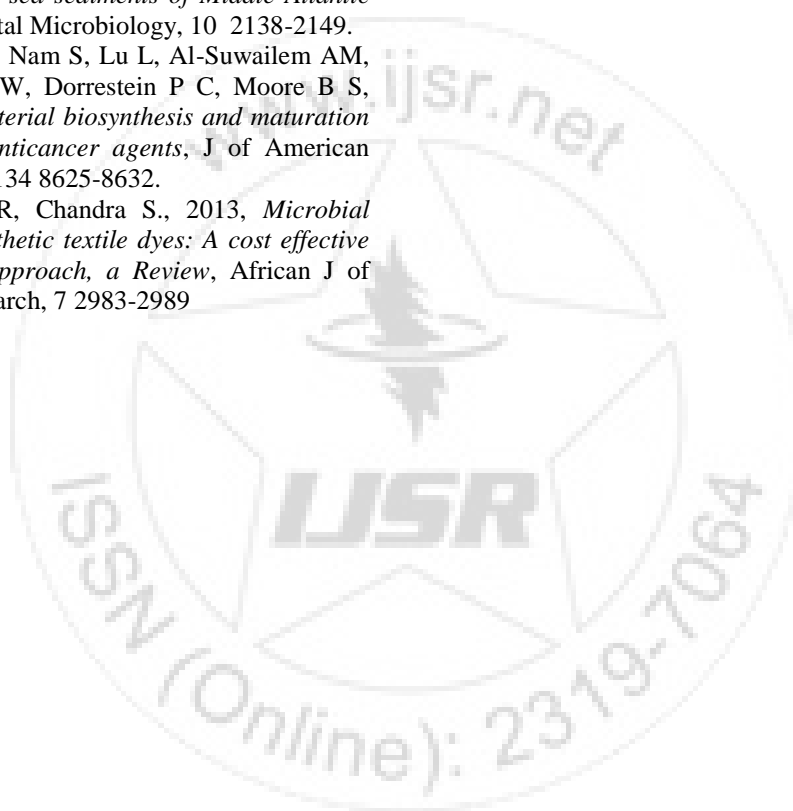 sea sediments of Middle Atlantic
tal Microbiology, 10 2138-2149.
Nam S, Lu L, Al-Suwailem AM,
W, Dorrestein P C, Moore B S,
terial biosynthesis and maturation
nticancer agents, J of American
134 8625-8632.
R, Chandra S., 2013, Microbial
thetic textile dyes: A cost effective
pproach, a Review, African J of
arch, 7 2983-2989
www.ijsr.net
IJSR
ISSN (Online): 2319-7064